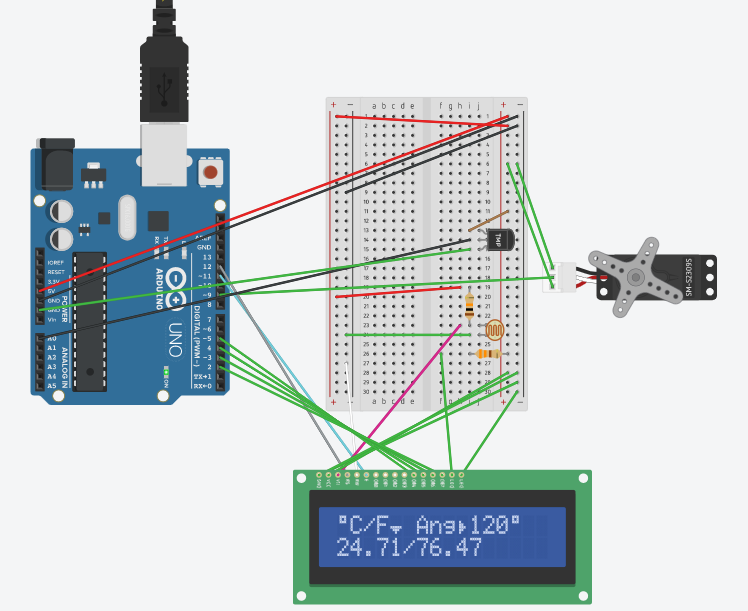 AREF
GND
13
12
~11
~10
~9
8
7
~6
~5
~4
~3
2
TX→1
RX←0
DIGITAL (PWM~)
IOREF
RESET
3.3V
5V
GND
GND
Vin
POWER
A0
A1
A2
A3
A4
A5
ANALOG IN
TX
RX
ON
ARDUINO
UNO
+ − a b c d e f g h i j + −
TMP
SM-S2309S
+ − a b c d e f g h i j + −
°C/F Ang 120°
24.71/76.47